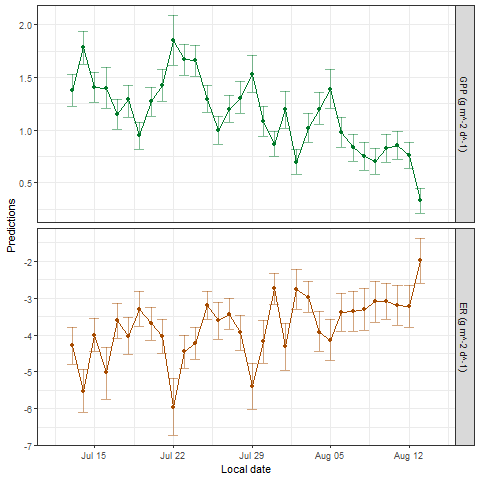 2.0
1.5
1.0
0.5
GPP (g m^-2 d^-1)
Predictions
-2
-3
-4
-5
-6
-7
ER (g m^-2 d^-1)
Jul 15 Jul 22 Jul 29 Aug 05 Aug 12
Local date